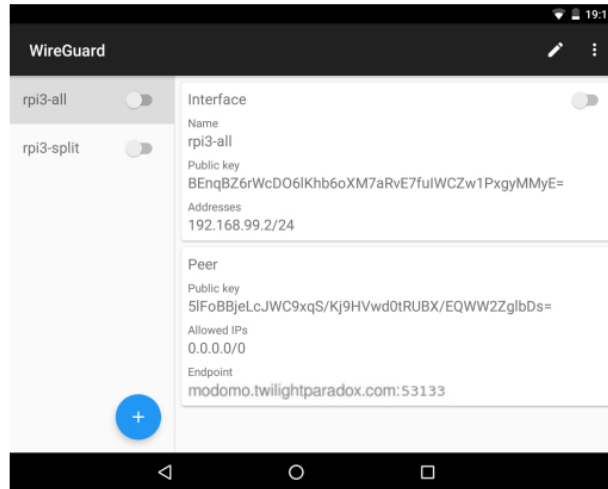 19:1
WireGuard
rpi3-all
rpi3-split
Interface
Name
rpi3-all
Public key
BEnqBZ6rWcDO6lKhb6oXM7aRvE7fuIWCZw1PxgyMMyE=
Addresses
192.168.99.2/24
Peer
Public key
5lFoBBjeLcJWC9xqS/Kj9HVwd0tRUBX/EQWW2ZglbDs=
Allowed IPs
0.0.0.0/0
Endpoint
modomo.twilightparadox.com:53133
+